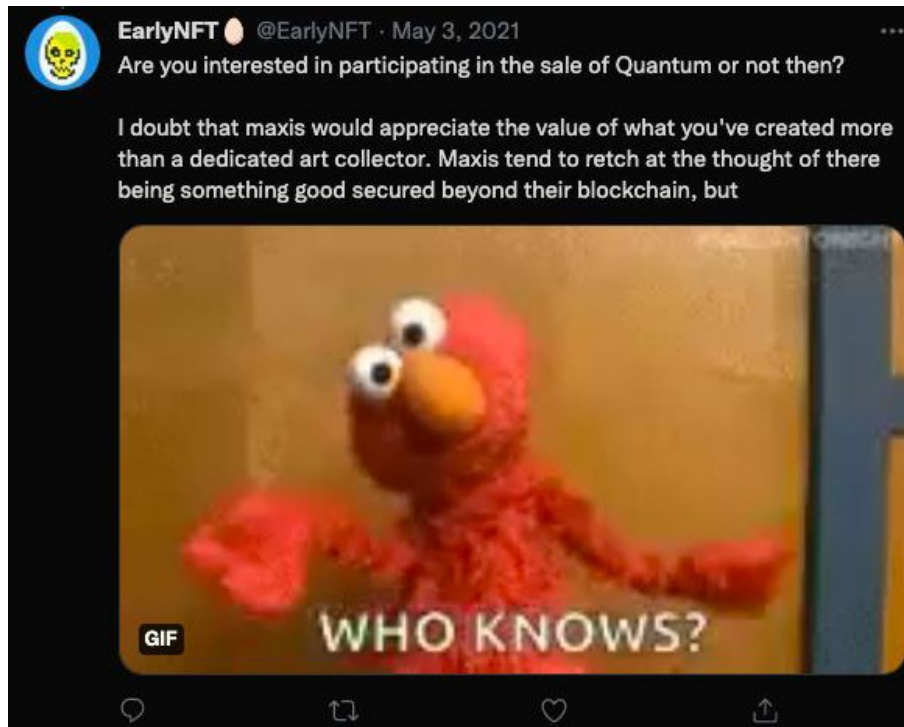 EarlyNFT🥚 @EarlyNFT · May 3, 2021
Are you interested in participating in the sale of Quantum or not then?
I doubt that maxis would appreciate the value of what you've created more
than a dedicated art collector. Maxis tend to retch at the thought of there
being something good secured beyond their blockchain, but
WHO KNOWS?
GIF